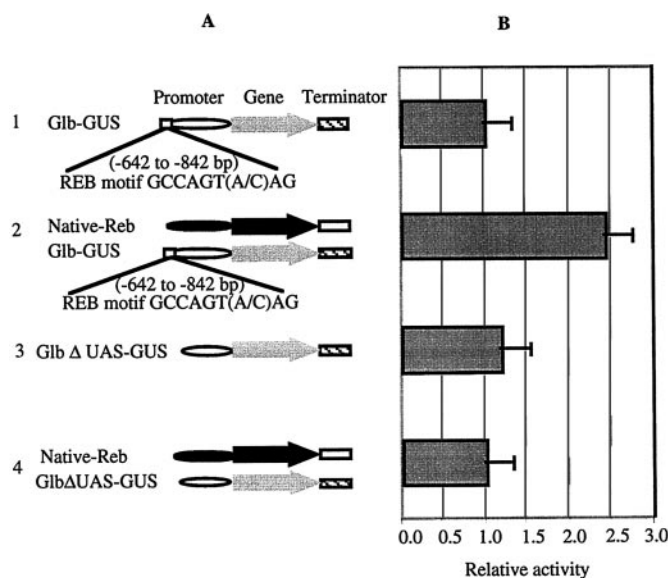 A
B
Promoter Gene Terminator
1 Glb-GUS
(-642 to -842 bp)
REB motif GCCAGT(A/C)AG
2 Native-Reb
Glb-GUS
(-642 to -842 bp)
REB motif GCCAGT(A/C)AG
3 Glb Δ UAS-GUS
4 Native-Reb
GlbΔUAS-GUS
0.0 0.5 1.0 1.5 2.0 2.5 3.0
Relative activity